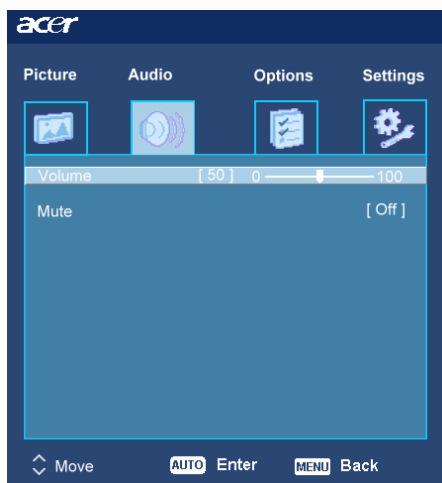 acer
Picture Audio Options Settings
Volume [ 50 ] 0 100
Mute [ Off ]
Move AUTO Enter MENU Back